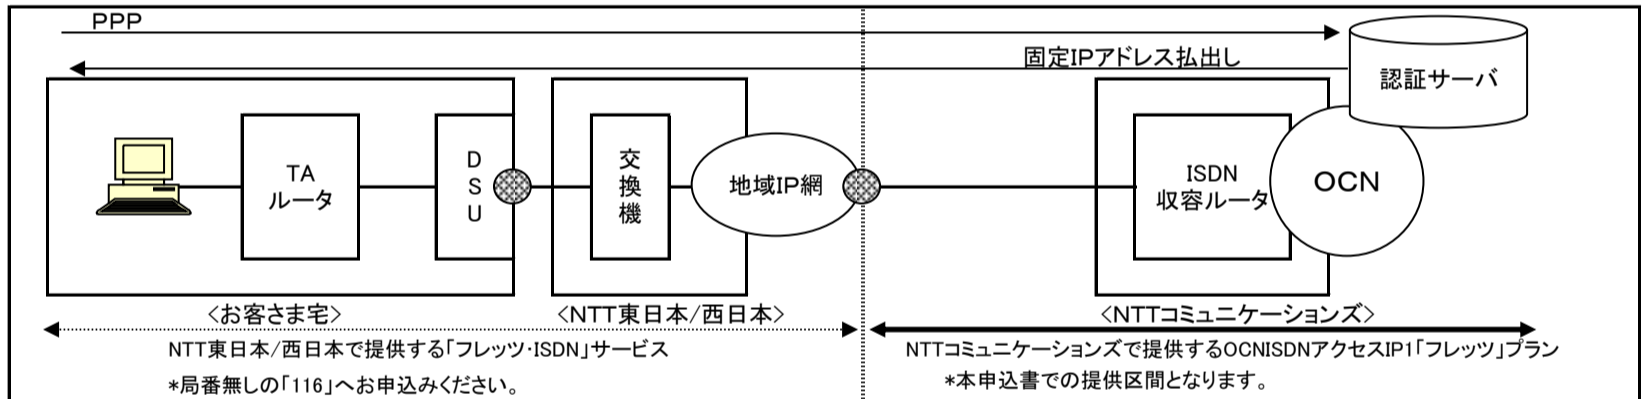 PPP
固定IPアドレス払出し
認証サーバ
TA
ルータ
DSU
交換機
地域IP網
ISDN
収容ルータ
OCN
<お客さま宅>
<NTT東日本/西日本>
<NTTコミュニケーションズ>
NTT東日本/西日本で提供する「フレッツ・ISDN」サービス
*局番無しの「116」へお申込みください。
NTTコミュニケーションズで提供するOCNISDNアクセスIP1「フレッツ」プラン
*本申込書での提供区間となります。